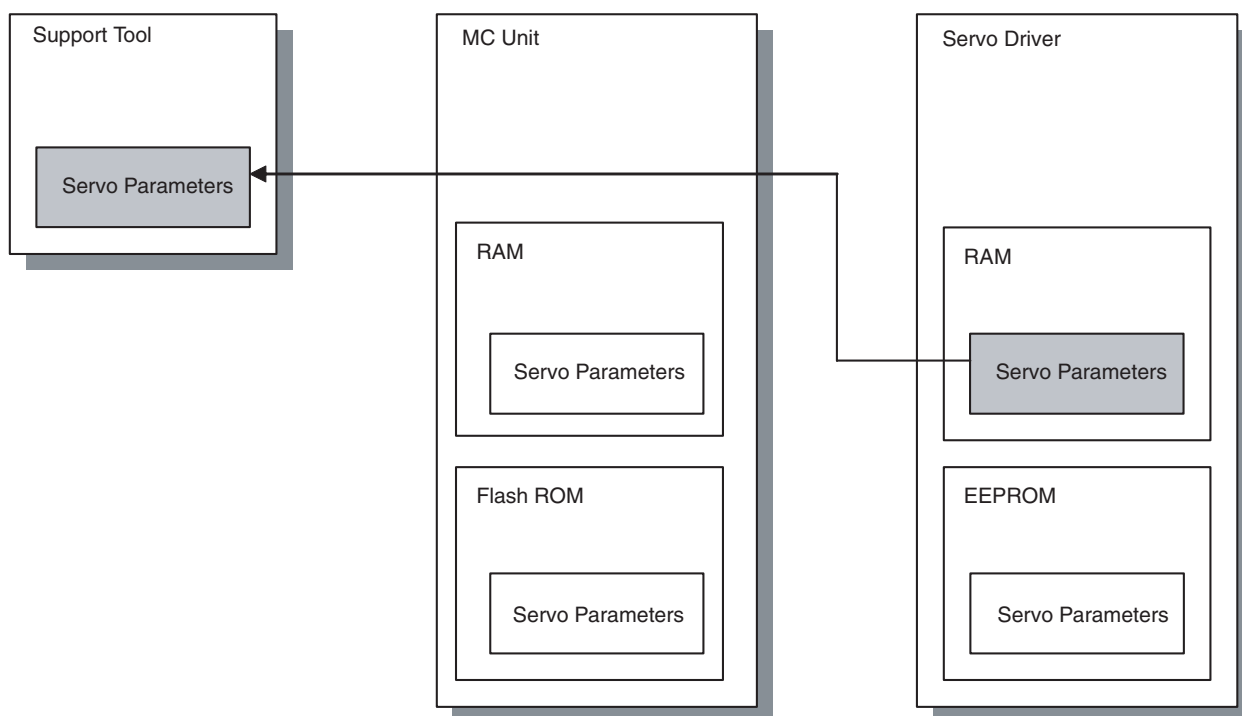 Support Tool
Servo Parameters
MC Unit
RAM
Servo Parameters
Flash ROM
Servo Parameters
Servo Driver
RAM
Servo Parameters
EEPROM
Servo Parameters